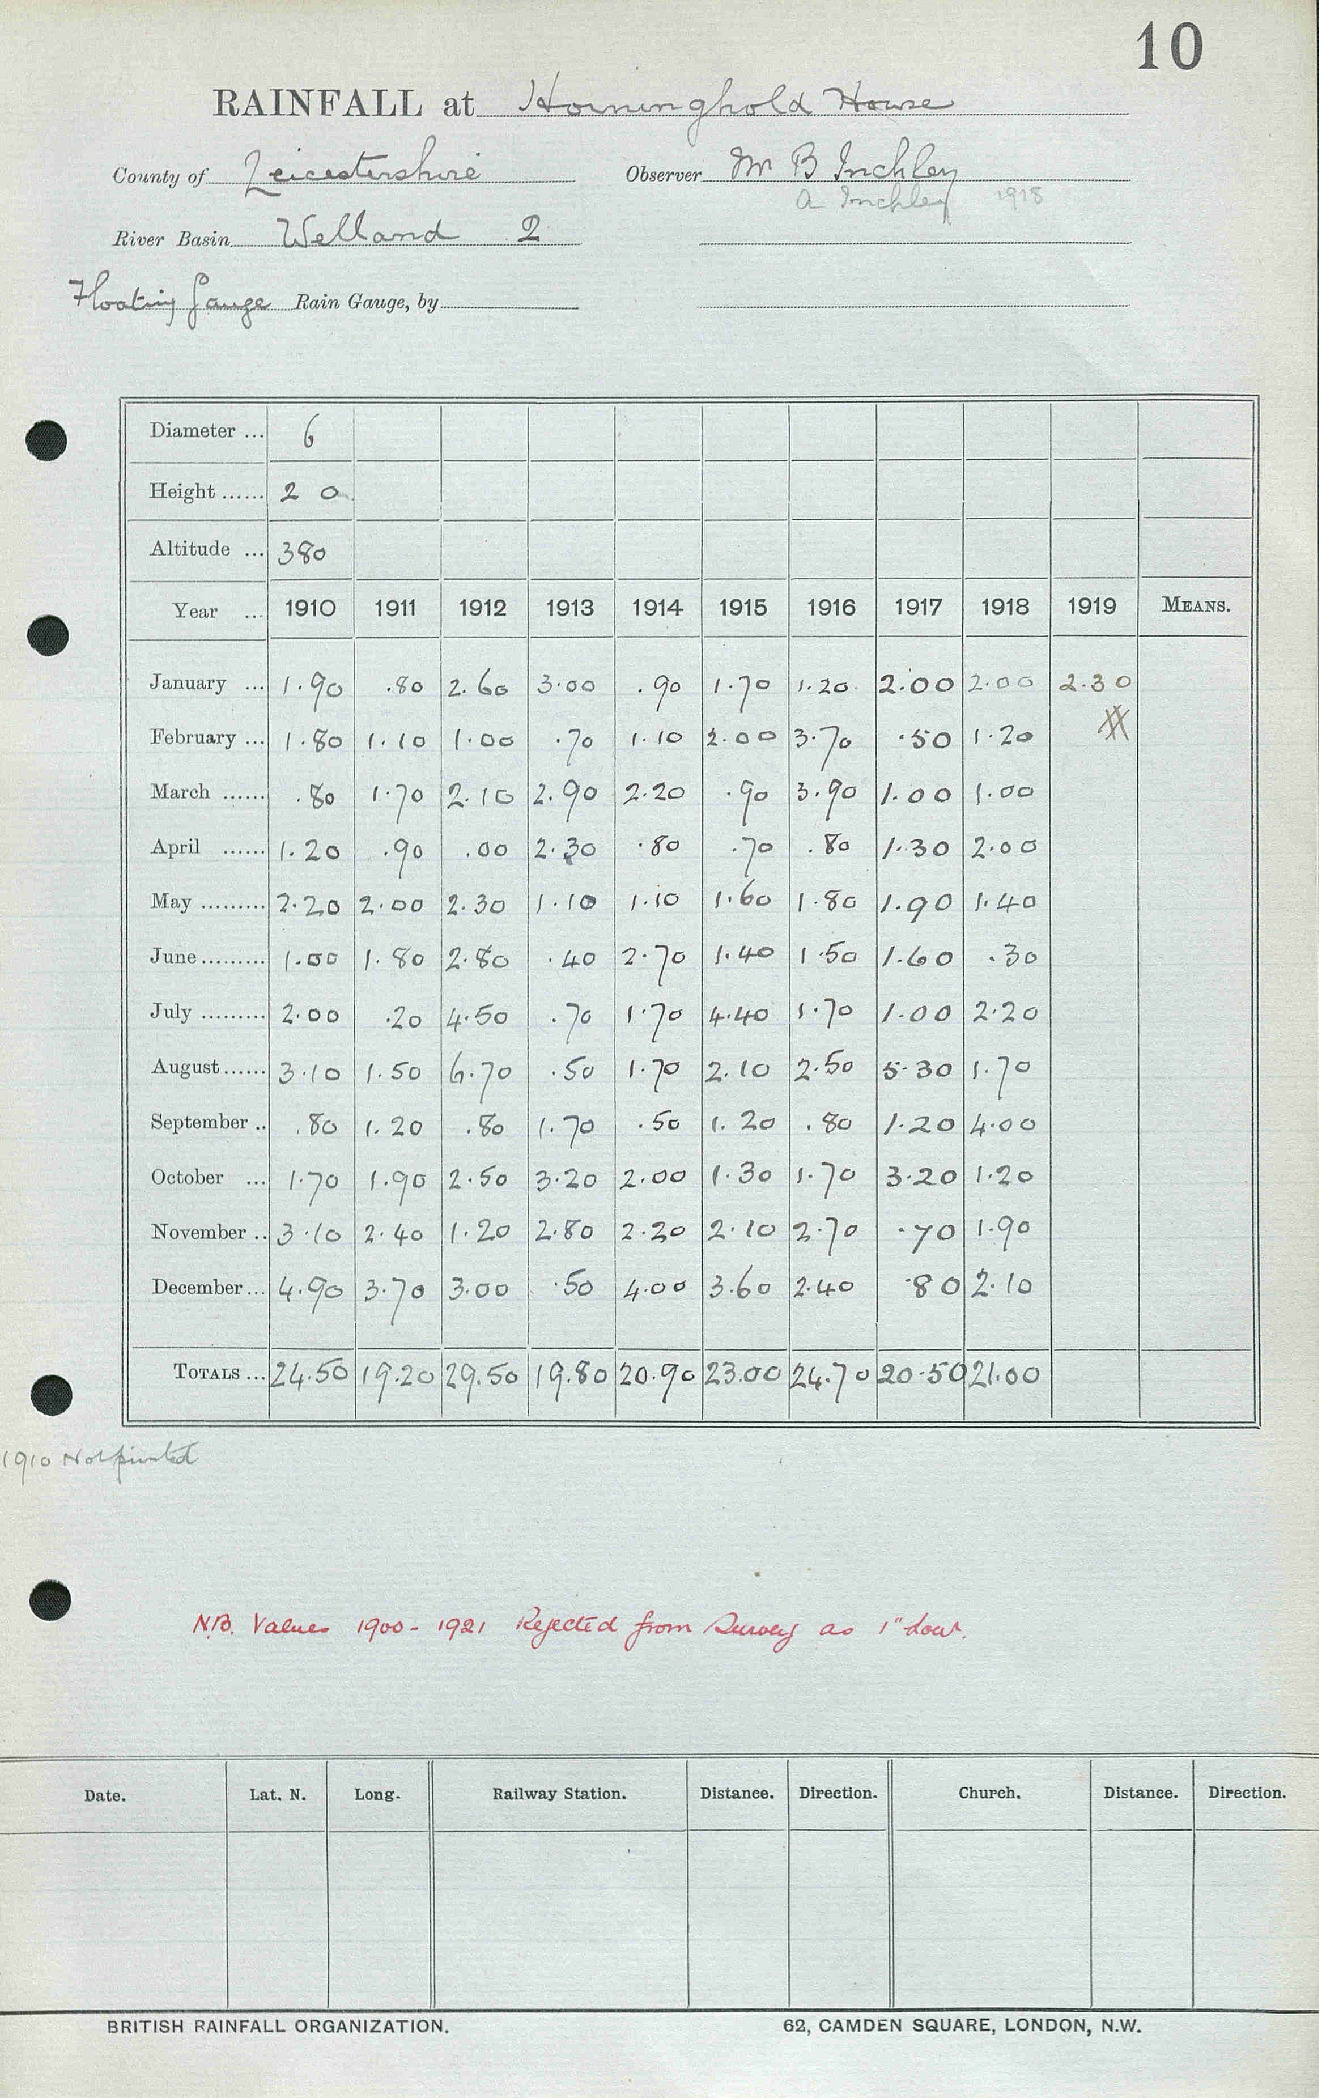 10
RAINFALL at Horninghold House
County of Leicestershire Observer Mr B Inchley
A Inchley 1918
River Basin Welland 2
Floating Gauge Rain Gauge, by
Diameter ... 6
Height ...... 2 0
Altitude ... 380
Year ... 1910 1911 1912 1913 1914 1915 1916 1917 1918 1919 MEANS.
January ... 1.90 .80 2.60 3.00 .90 1.70 1.20 2.00 2.00 2.30
February ... 1.80 1.10 1.00 .70 1.10 2.00 3.70 .50 1.20
March ...... .80 1.70 2.10 2.90 2.20 .90 3.90 1.00 1.00
April ...... 1.20 .90 .00 2.30 .80 .70 .80 1.30 2.00
May ......... 2.20 2.00 2.30 1.10 1.10 1.60 1.80 1.90 1.40
June ......... 1.00 1.80 2.80 .40 2.70 1.40 1.50 1.60 .30
July ......... 2.00 .20 4.50 .70 1.70 4.40 1.70 1.00 2.20
August ...... 3.10 1.50 6.70 .50 1.70 2.10 2.50 5.30 1.70
September .. .80 1.20 .80 1.70 .50 1.20 .80 1.20 4.00
October ... 1.70 1.90 2.50 3.20 2.00 1.30 1.70 3.20 1.20
November .. 3.10 2.40 1.20 2.80 2.20 2.10 2.70 .70 1.90
December ... 4.90 3.70 3.00 .50 4.00 3.60 2.40 .80 2.10
TOTALS ... 24.50 19.20 29.50 19.80 20.90 23.00 24.70 20.50 21.00
1910 Not printed
N.B. Values 1900 - 1921 Rejected from Survey as 1" low.
Date. Lat. N. Long. Railway Station. Distance. Direction. Church. Distance. Direction.
BRITISH RAINFALL ORGANIZATION. 62, CAMDEN SQUARE, LONDON, N.W.